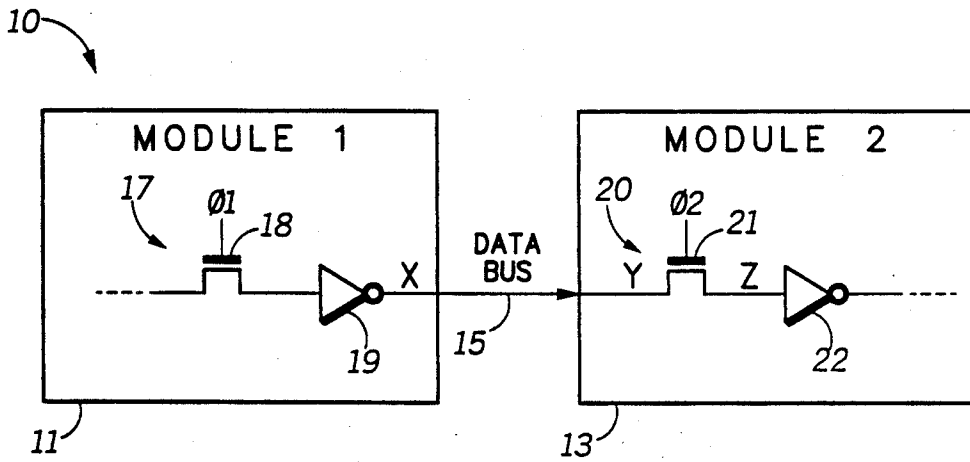 10
MODULE 1
MODULE 2
17
Ø1
18
20
Ø2
21
DATA
BUS
X
Y
Z
19
15
22
11
13